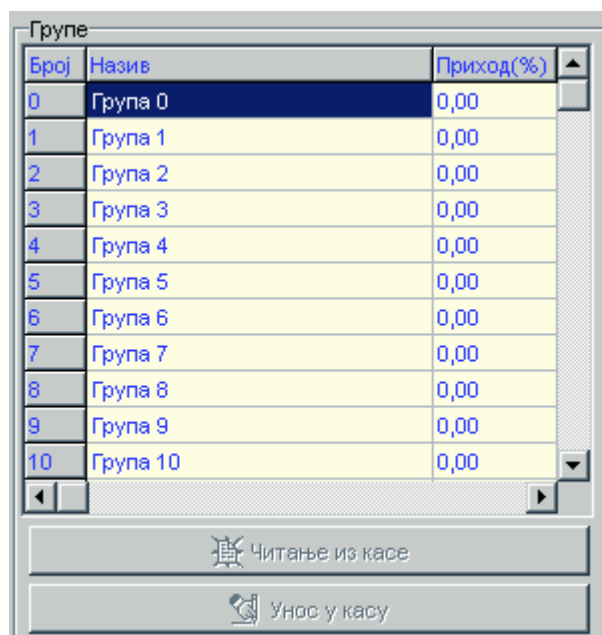 Групе
Број Назив Приход(%)
0 Група 0 0,00
1 Група 1 0,00
2 Група 2 0,00
3 Група 3 0,00
4 Група 4 0,00
5 Група 5 0,00
6 Група 6 0,00
7 Група 7 0,00
8 Група 8 0,00
9 Група 9 0,00
10 Група 10 0,00
Читање из касе
Унос у касу